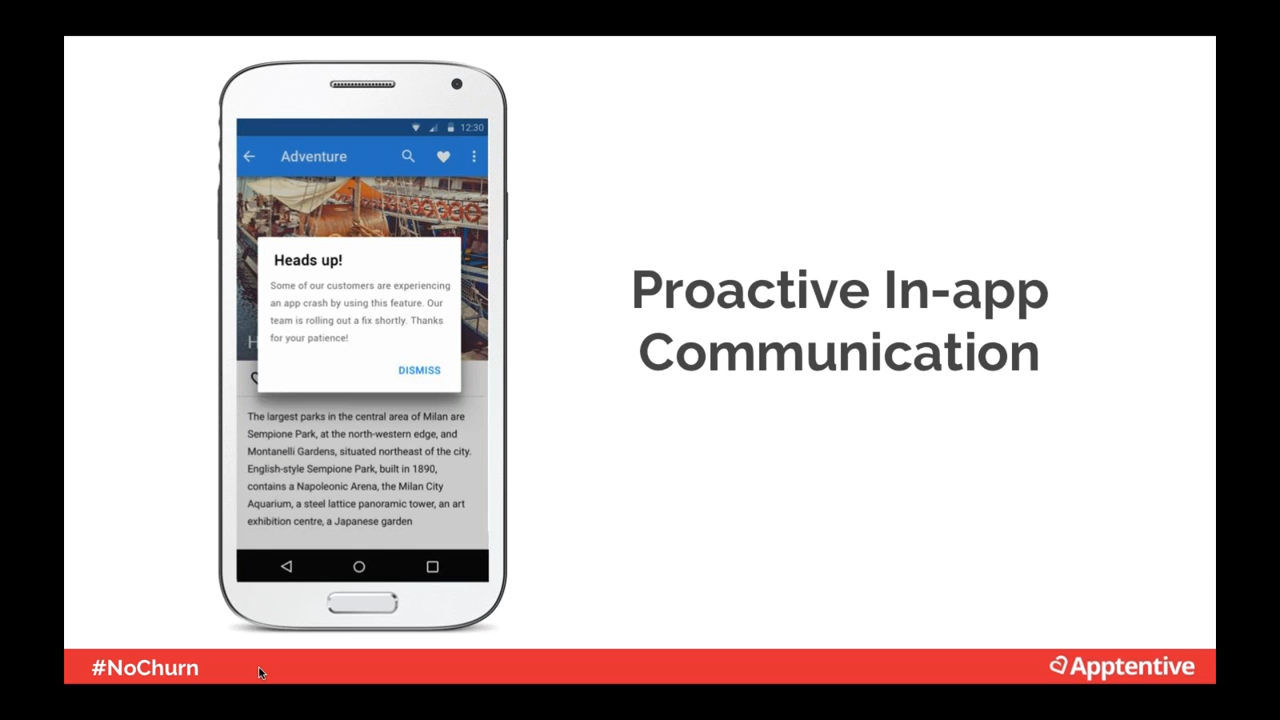 12:30
Adventure
Heads up!
Some of our customers are experiencing
an app crash by using this feature. Our
team is rolling out a fix shortly. Thanks
for your patience!
H
DISMISS
The largest parks in the central area of Milan are
Sempione Park, at the north-western edge, and
Montanelli Gardens, situated northeast of the city.
English-style Sempione Park, built in 1890,
contains a Napoleonic Arena, the Milan City
Aquarium, a steel lattice panoramic tower, an art
exhibition centre, a Japanese garden
Proactive In-app
Communication
#NoChurn
Apptentive